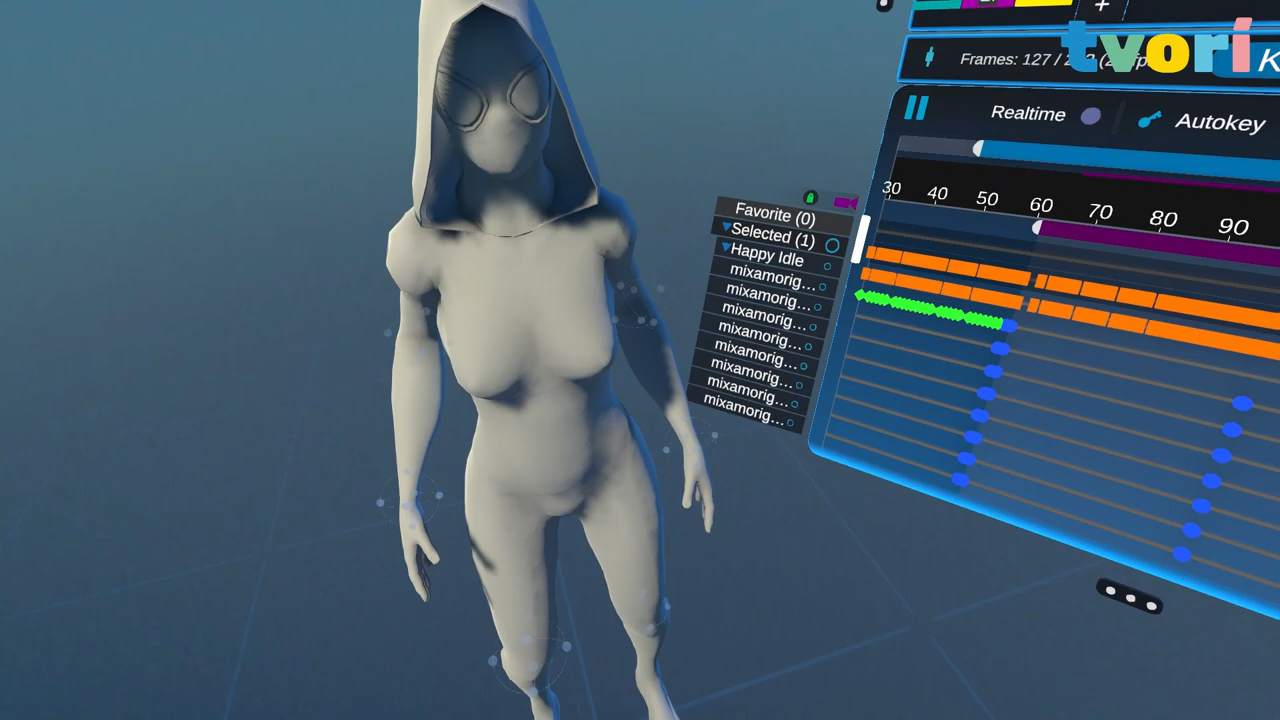 +
tvori
Frames: 127 /
K
Realtime
Autokey
30 40 50 60 70 80 90
Favorite (0)
Selected (1)
Happy Idle
mixamorig...
mixamorig...
mixamorig...
mixamorig...
mixamorig...
mixamorig...
mixamorig...
mixamorig...